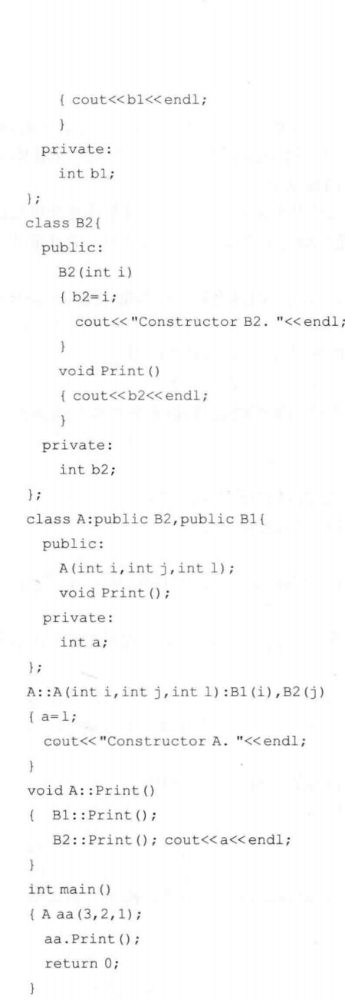 { cout<<b1<<endl;
}
private:
int b1;
};
class B2{
public:
B2(int i)
{ b2=i;
cout<<"Constructor B2. "<<endl;
}
void Print()
{ cout<<b2<<endl;
}
private:
int b2;
};
class A:public B2,public B1{
public:
A(int i,int j,int l);
void Print();
private:
int a;
};
A::A(int i,int j,int l):B1(i),B2(j)
{ a=l;
cout<<"Constructor A. "<<endl;
}
void A::Print()
{ B1::Print();
B2::Print(); cout<<a<<endl;
}
int main()
{ A aa(3,2,1);
aa.Print();
return 0;
}